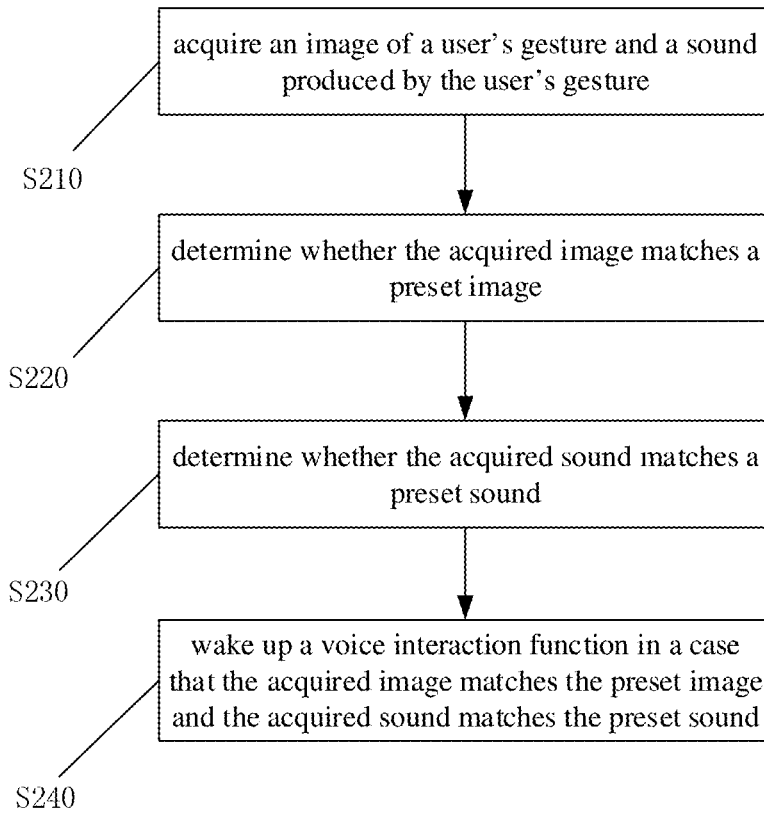 acquire an image of a user's gesture and a sound
produced by the user's gesture
S210
determine whether the acquired image matches a
preset image
S220
determine whether the acquired sound matches a
preset sound
S230
wake up a voice interaction function in a case
that the acquired image matches the preset image
and the acquired sound matches the preset sound
S240